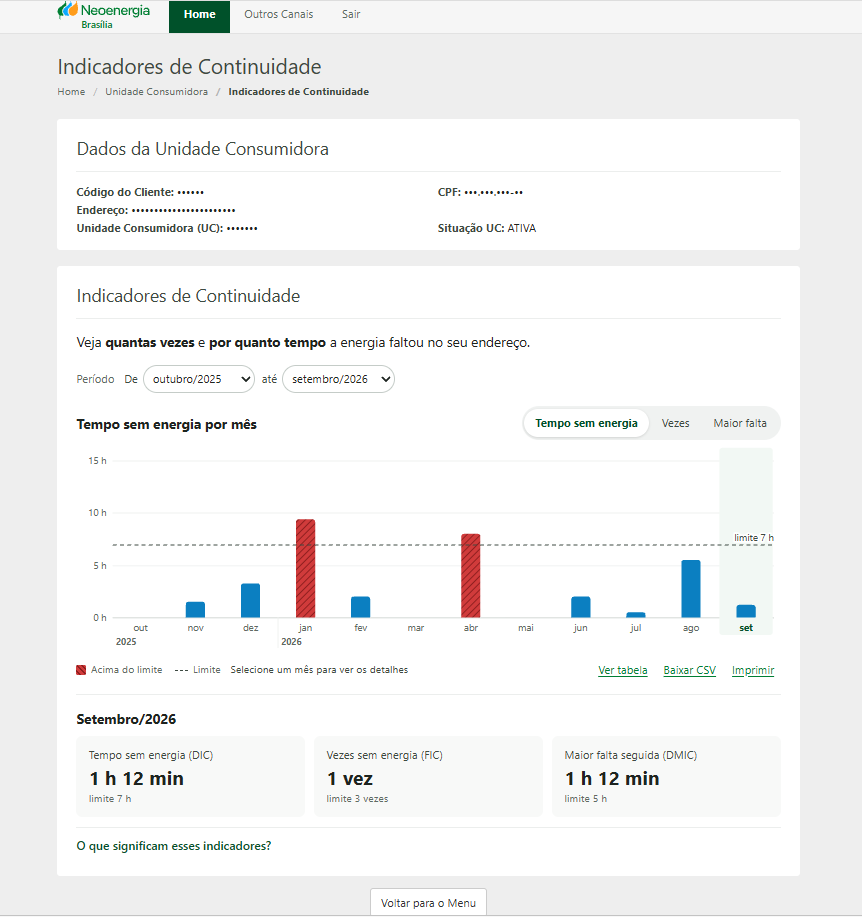 Neoenergia
Brasília
Home Outros Canais Sair
Indicadores de Continuidade
Home / Unidade Consumidora / Indicadores de Continuidade
Dados da Unidade Consumidora
Código do Cliente: ••••••
CPF: •••.•••.•••-••
Endereço: •••••••••••••••••••••••
Unidade Consumidora (UC): •••••••
Situação UC: ATIVA
Indicadores de Continuidade
Veja quantas vezes e por quanto tempo a energia faltou no seu endereço.
Período De outubro/2025 até setembro/2026
Tempo sem energia por mês
Tempo sem energia Vezes Maior falta
15 h
10 h
limite 7 h
5 h
0 h
out nov dez jan fev mar abr mai jun jul ago set
2025 2026
Acima do limite --- Limite Selecione um mês para ver os detalhes
Ver tabela Baixar CSV Imprimir
Setembro/2026
Tempo sem energia (DIC)
1 h 12 min
limite 7 h
Vezes sem energia (FIC)
1 vez
limite 3 vezes
Maior falta seguida (DMIC)
1 h 12 min
limite 5 h
O que significam esses indicadores?
Voltar para o Menu